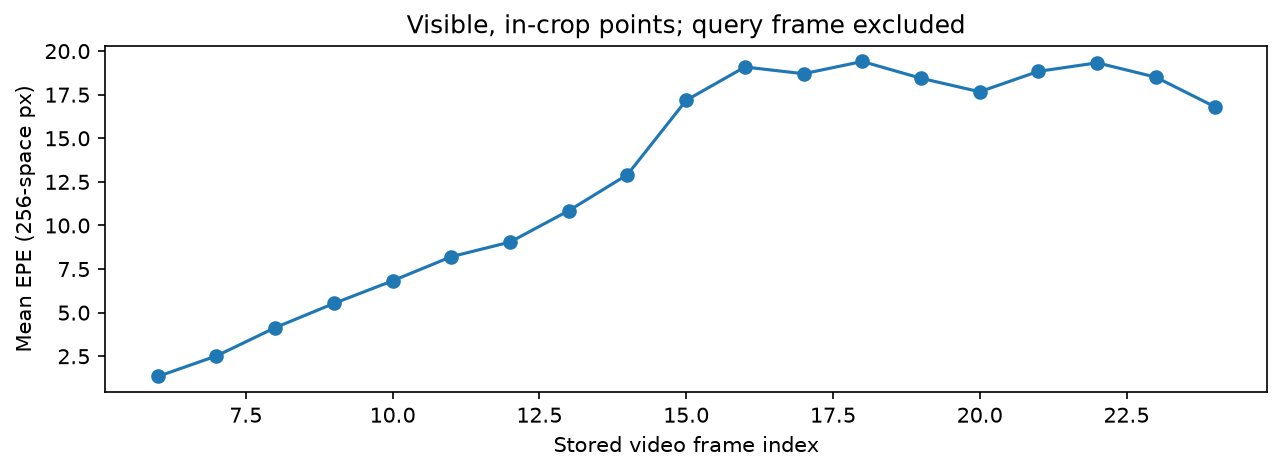 Visible, in-crop points; query frame excluded
Mean EPE (256-space px)
20.0
17.5
15.0
12.5
10.0
7.5
5.0
2.5
7.5 10.0 12.5 15.0 17.5 20.0 22.5
Stored video frame index